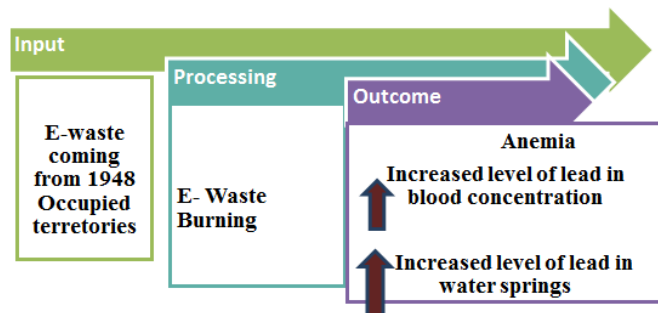 Input
E-waste
coming
from 1948
Occupied
terretories
Processing
E- Waste
Burning
Outcome
Anemia
Increased level of lead in
blood concentration
Increased level of lead in
water springs